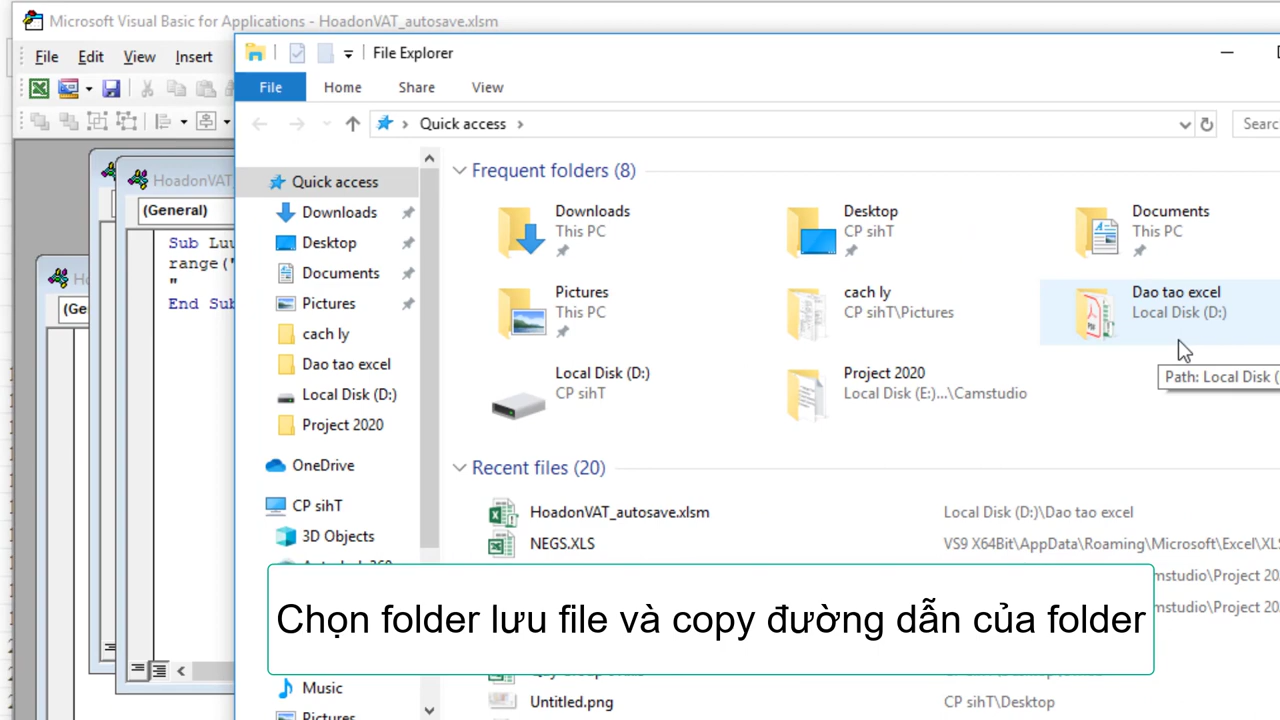 Microsoft Visual Basic for Applications - HoadonVAT_autosave.xlsm
File Edit View Insert
File Explorer
File Home Share View
Quick access
Sear
HoadonVAT_
(General)
(Ge
Sub Luu
range("
"
End Sub
Quick access
Downloads
Desktop
Documents
Pictures
cach ly
Dao tao excel
Local Disk (D:)
Project 2020
OneDrive
CP sihT
3D Objects
Music
Pictures
Frequent folders (8)
Downloads
This PC
Desktop
CP sihT
Documents
This PC
Pictures
This PC
cach ly
CP sihT\Pictures
Dao tao excel
Local Disk (D:)
Path: Local Disk (
Local Disk (D:)
CP sihT
Project 2020
Local Disk (E:)...\Camstudio
Recent files (20)
HoadonVAT_autosave.xlsm Local Disk (D:)\Dao tao excel
NEGS.XLS VS9 X64Bit\AppData\Roaming\Microsoft\Excel\XLS
mstudio\Project 20
mstudio\Project 20
Chọn folder lưu file và copy đường dẫn của folder
Untitled.png CP sihT\Desktop